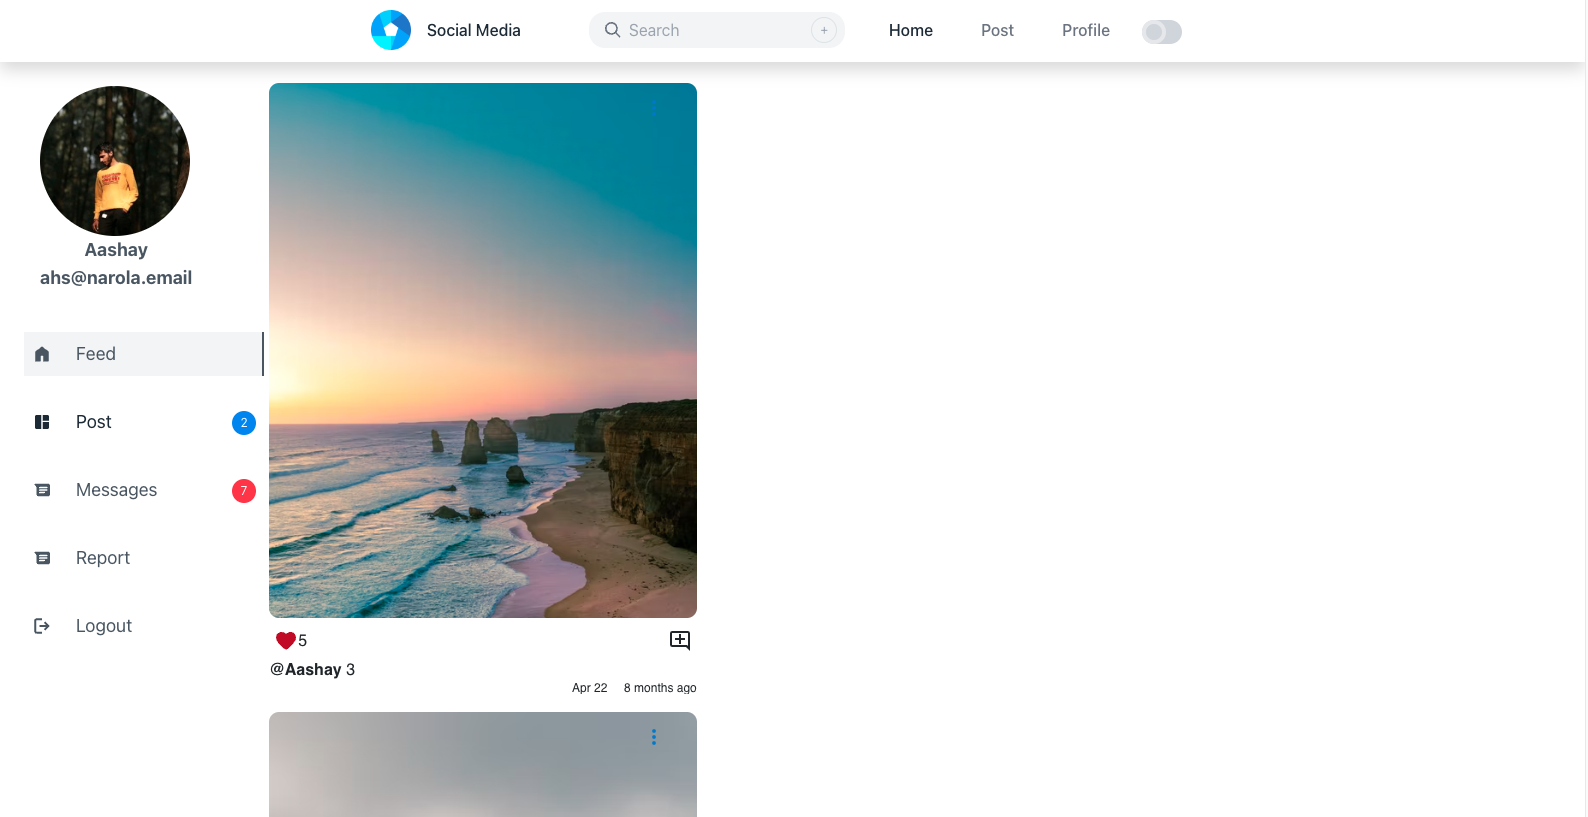 Social Media
Search
+
Home
Post
Profile
Aashay
ahs@narola.email
Feed
Post
2
Messages
7
Report
Logout
5
@Aashay 3
Apr 22 8 months ago